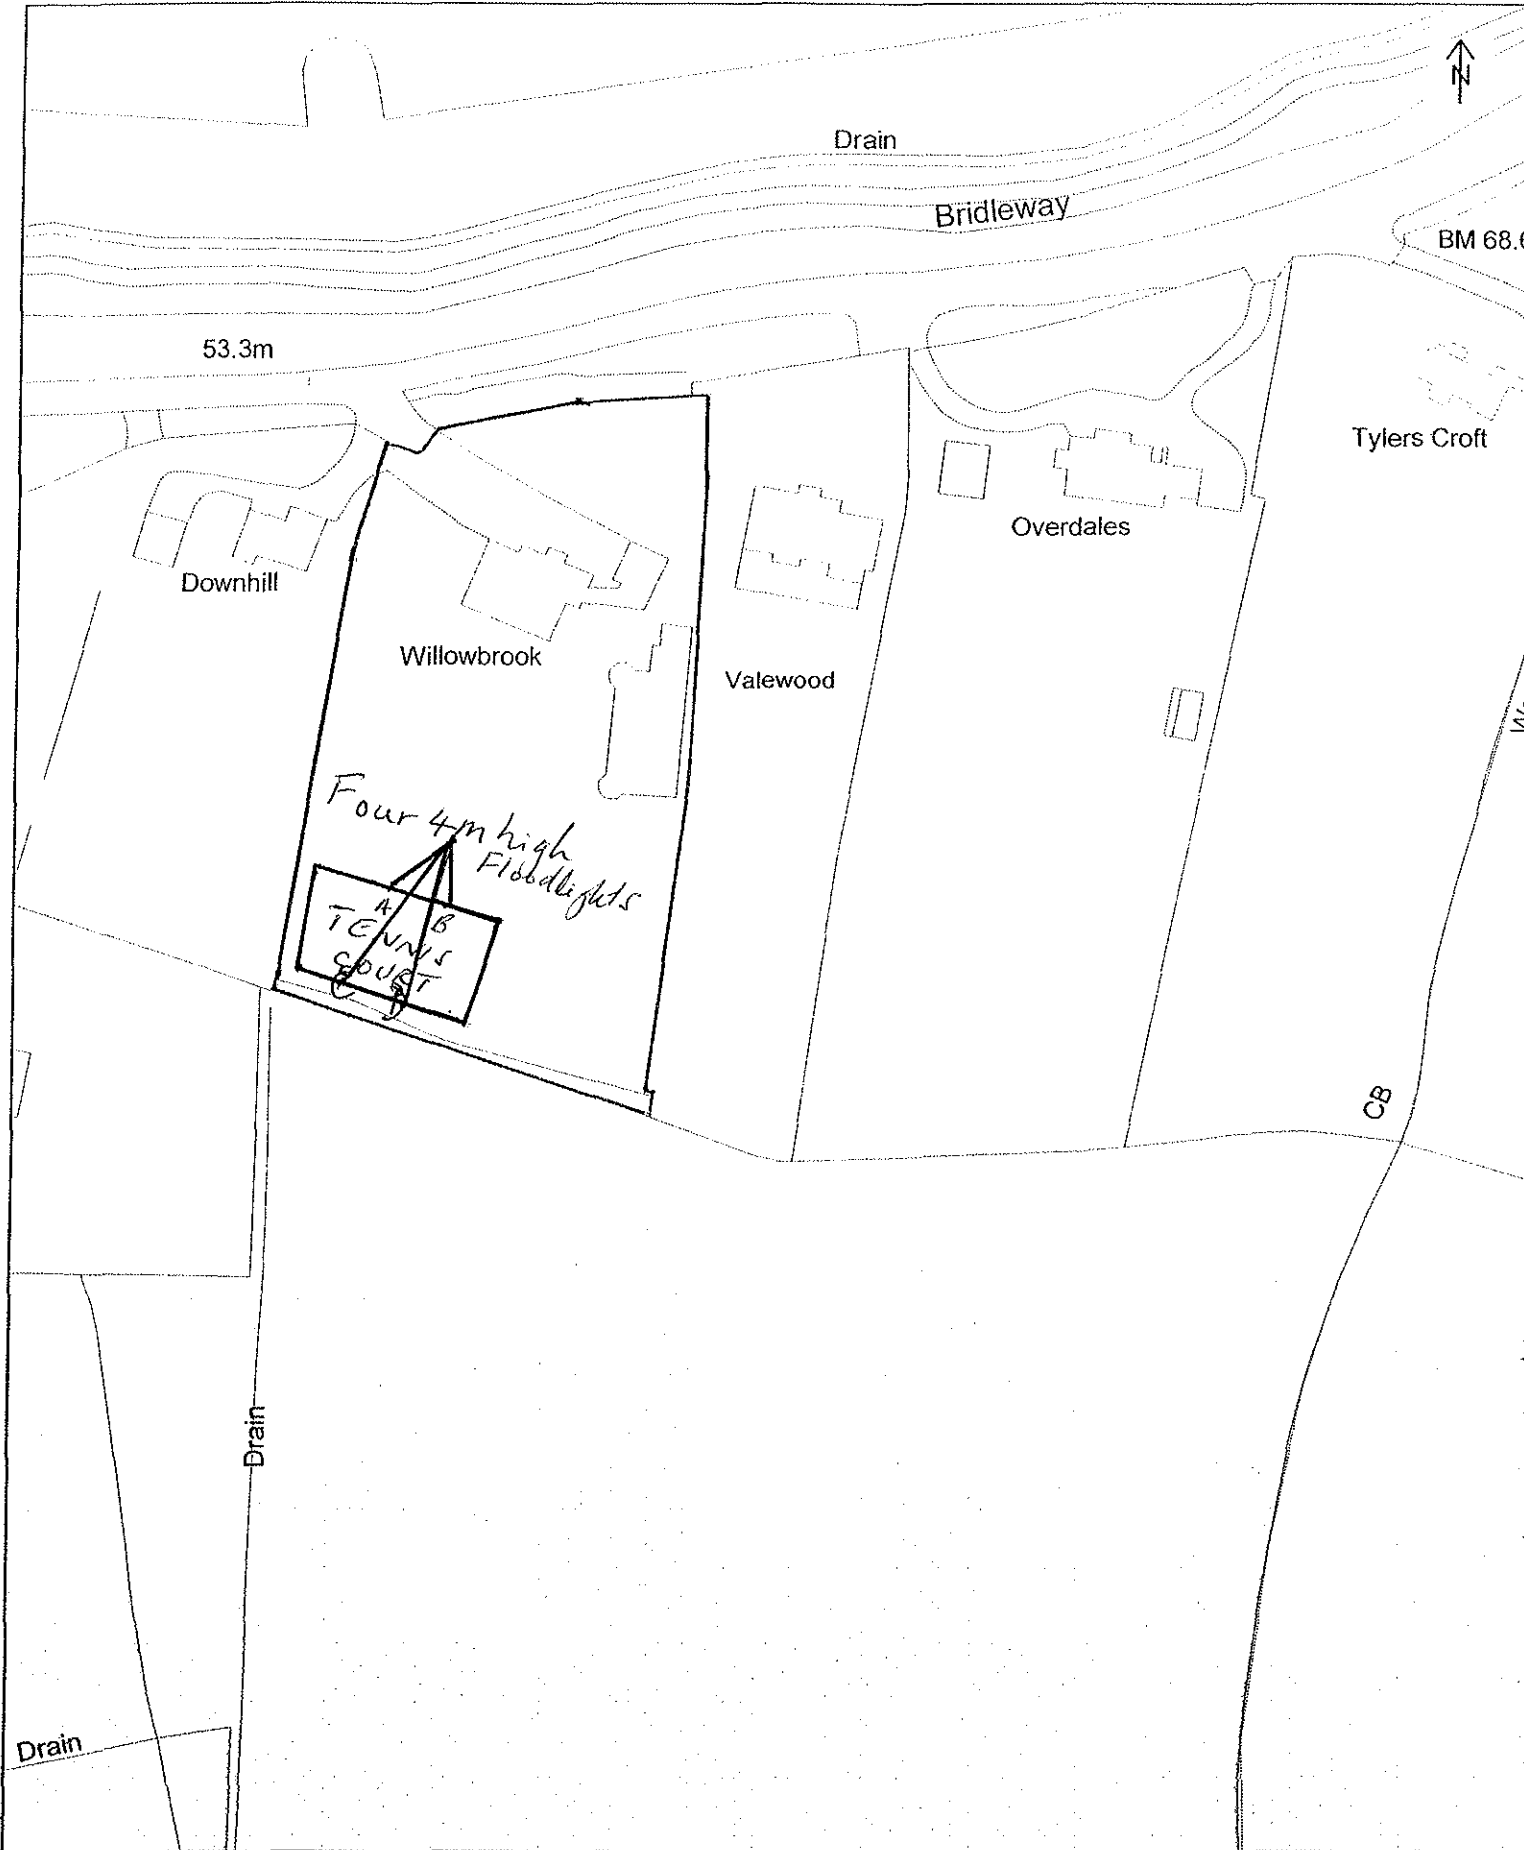 N
Drain
Bridleway
BM 68.6
53.3m
Tylers Croft
Overdales
Downhill
Willowbrook
Valewood
Four 4m high
Floodlights
A
B
TENNIS
COURT
C
D
CB
Drain
Drain